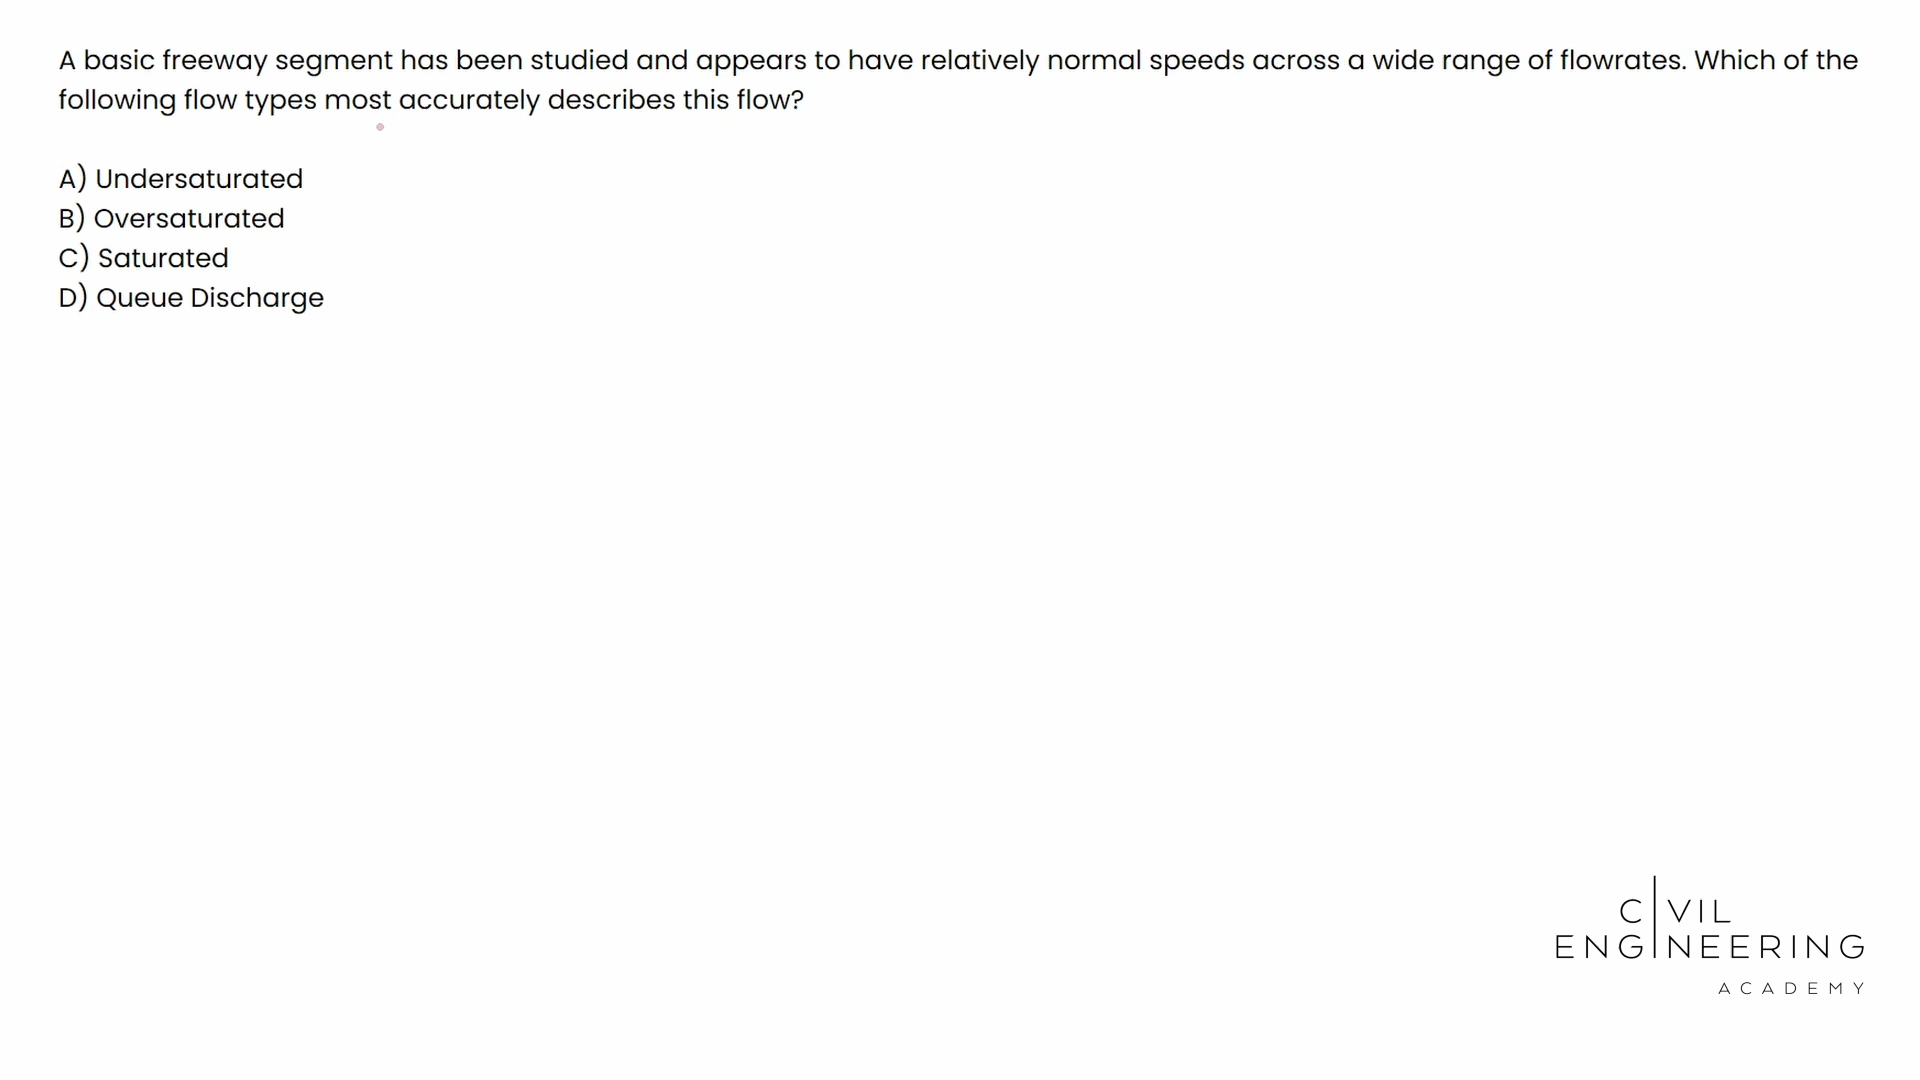 A basic freeway segment has been studied and appears to have relatively normal speeds across a wide range of flowrates. Which of the
following flow types most accurately describes this flow?
A) Undersaturated
B) Oversaturated
C) Saturated
D) Queue Discharge
CIVIL
ENGINEERING
ACADEMY